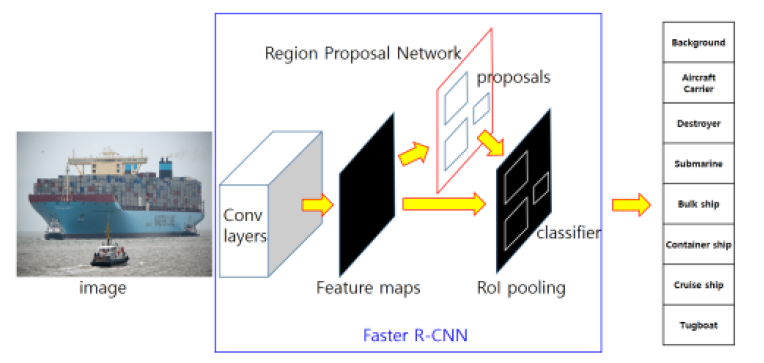 Region Proposal Network
proposals
Conv
layers
classifier
image
Feature maps
RoI pooling
Faster R-CNN
Background
Aircraft
Carrier
Destroyer
Submarine
Bulk ship
Container ship
Cruise ship
Tugboat